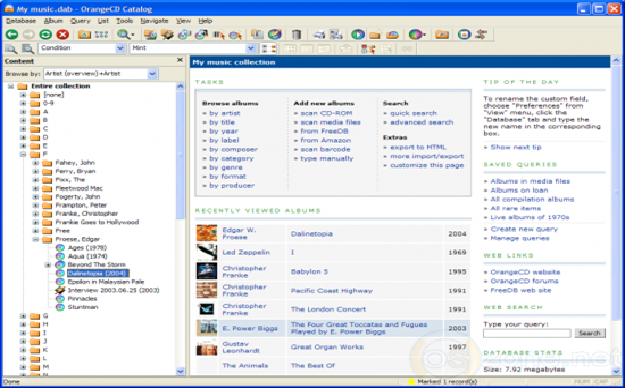 My music.dab - OrangeCD Catalog
Database Album List Tools Navigate View Help
Condition Mint
Content
Browse by: Artist (overview)+Artist
Entire collection
[none]
0-9
A
B
C
D
E
F
Fahey, John
Ferry, Bryan
Fixx, The
Fleetwood Mac
Fogerty, John
Frampton, Peter
Franke, Christopher
Frankie Goes to Hollywood
Free
Froese, Edgar
Ages (1978)
Aqua (1974)
Beyond The Storm
Dalinetopia (2004)
Epsilon in Malaysian Pale
Interview 2003.06.25 (2003)
Pinnacles
Stuntman
G
H
I
J
K
L
My music collection
TASKS
Browse albums
» by artist
» by title
» by year
» by label
» by composer
» by category
» by genre
» by format
» by producer
Add new albums:
» scan CD-ROM
» scan media files
» from FreeDB
» from Amazon
» scan barcode
» type manually
Search
» quick search
» advanced search
Extras
» export to HTML
» more import/export
» customize this page
RECENTLY VIEWED ALBUMS
Edgar W. Froese Dalinetopia 2004
Led Zeppelin I 1969
Christopher Franke Babylon 5 1995
Christopher Franke Pacific Coast Highway 1991
Christopher Franke The London Concert 1991
E. Power Biggs The Four Great Toccatas and Fugues Played by E. Power Biggs 2003
Gustav Leonhardt Great Organ Works 1997
The Animals The Best Of
TIP OF THE DAY
To rename the custom field,
choose "Preferences" from
"View" menu, click the
"Database" tab and type the
new name in the
corresponding box.
» Show next tip
SAVED QUERIES
» Albums in media files
» Albums on loan
» All compilation albums
» All rare items
» Live albums of 1970s
» Create new query
» Manage queries
WEB LINKS
» OrangeCD website
» OrangeCD forums
» FreeDB web site
WEB SEARCH
Type your query:
Search
DATABASE STATS
Size: 7.92 megabytes
Done
Marked 1 record(s)
NUM CAP